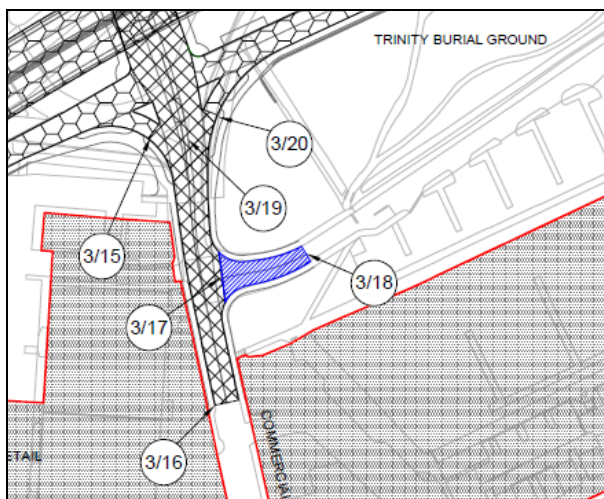 TRINITY BURIAL GROUND
3/20
3/19
3/15
3/18
3/17
3/16
ETAIL
COMMERCIAL